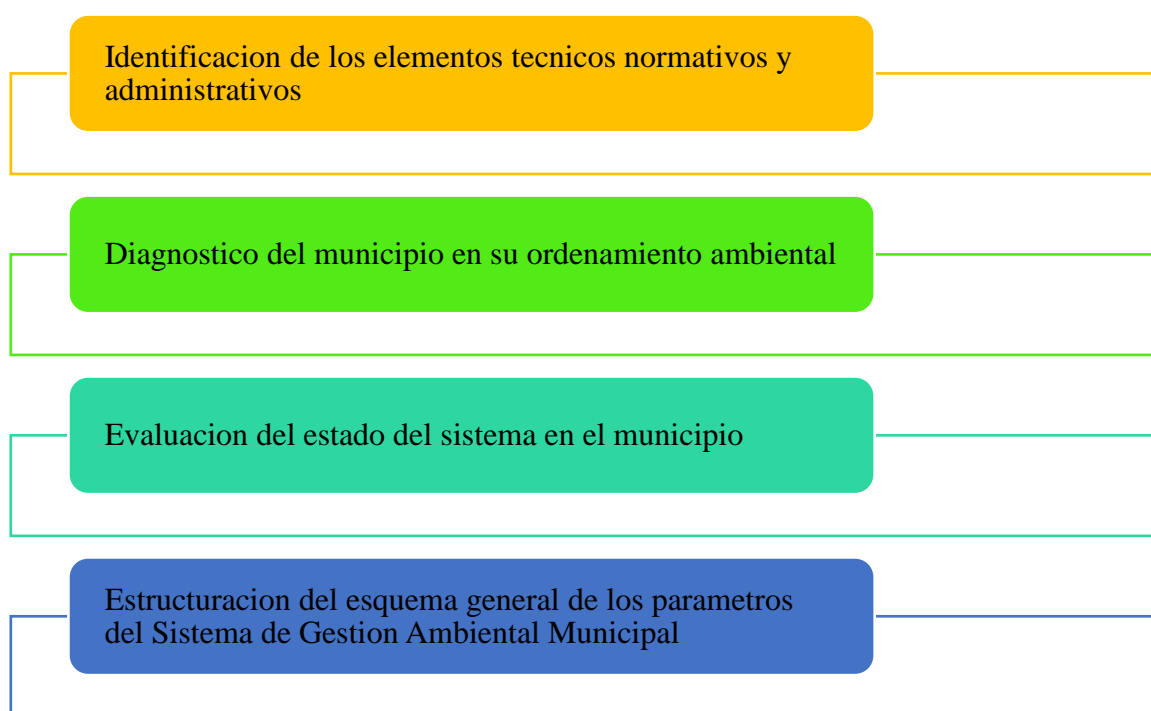 Identificacion de los elementos tecnicos normativos y
administrativos
Diagnostico del municipio en su ordenamiento ambiental
Evaluacion del estado del sistema en el municipio
Estructuracion del esquema general de los parametros
del Sistema de Gestion Ambiental Municipal